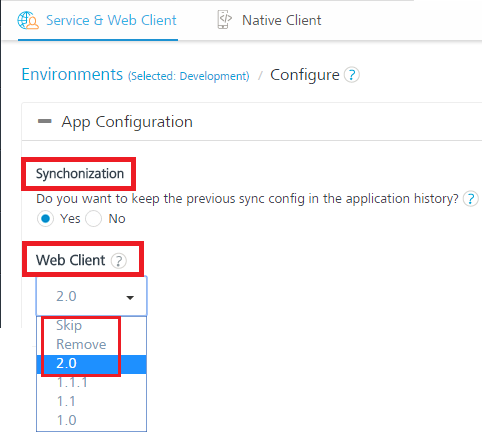 Service & Web Client Native Client
Environments (Selected: Development) / Configure ?
App Configuration
Synchonization
Do you want to keep the previous sync config in the application history? ?
Yes No
Web Client ?
2.0
Skip
Remove
2.0
1.1.1
1.1
1.0